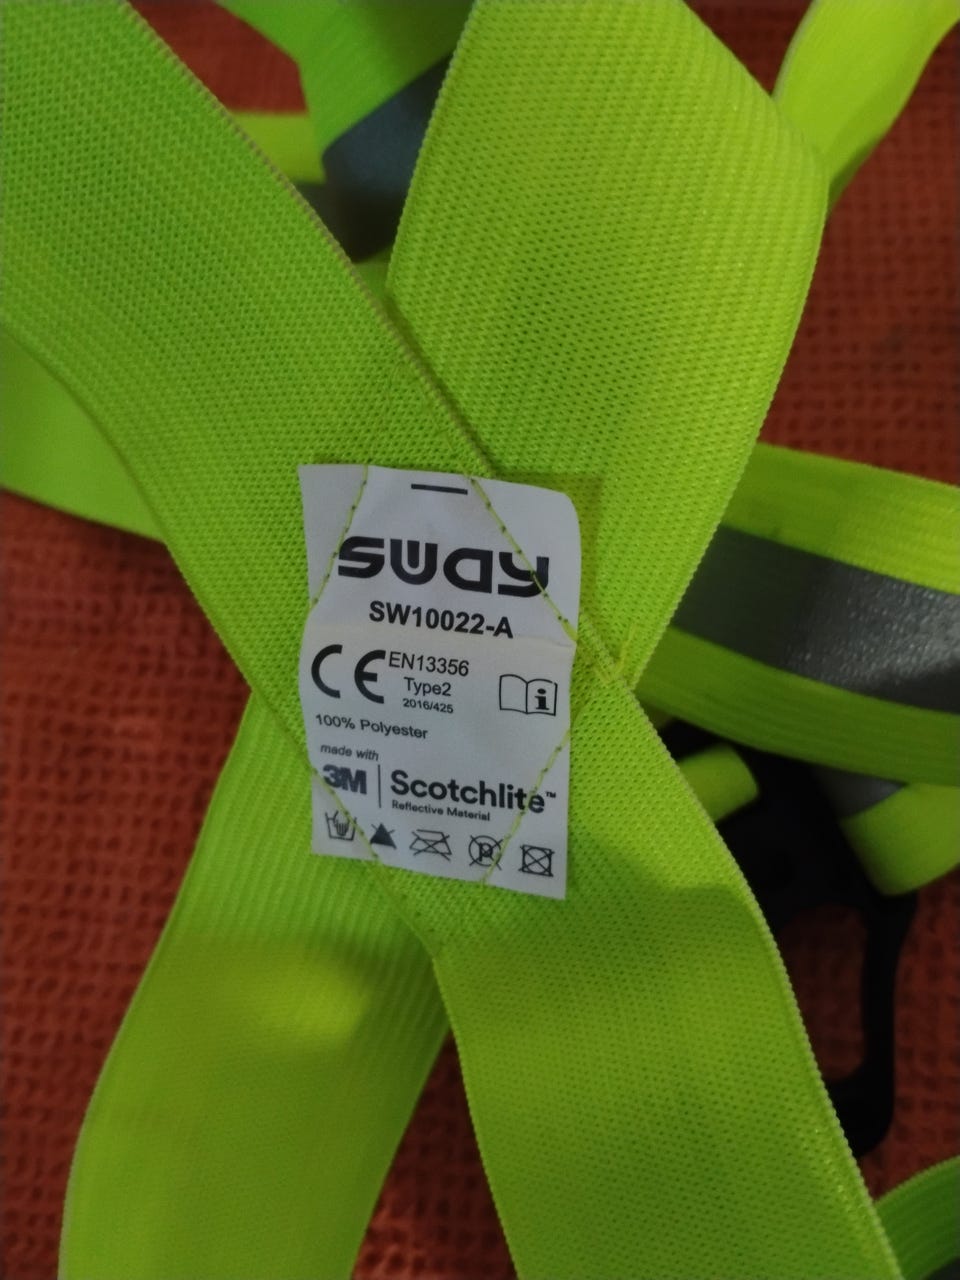 SWAY
SW10022-A
CE EN13356
Type2
2016/425
i
100% Polyester
made with
3M Scotchlite™
Reflective Material
P